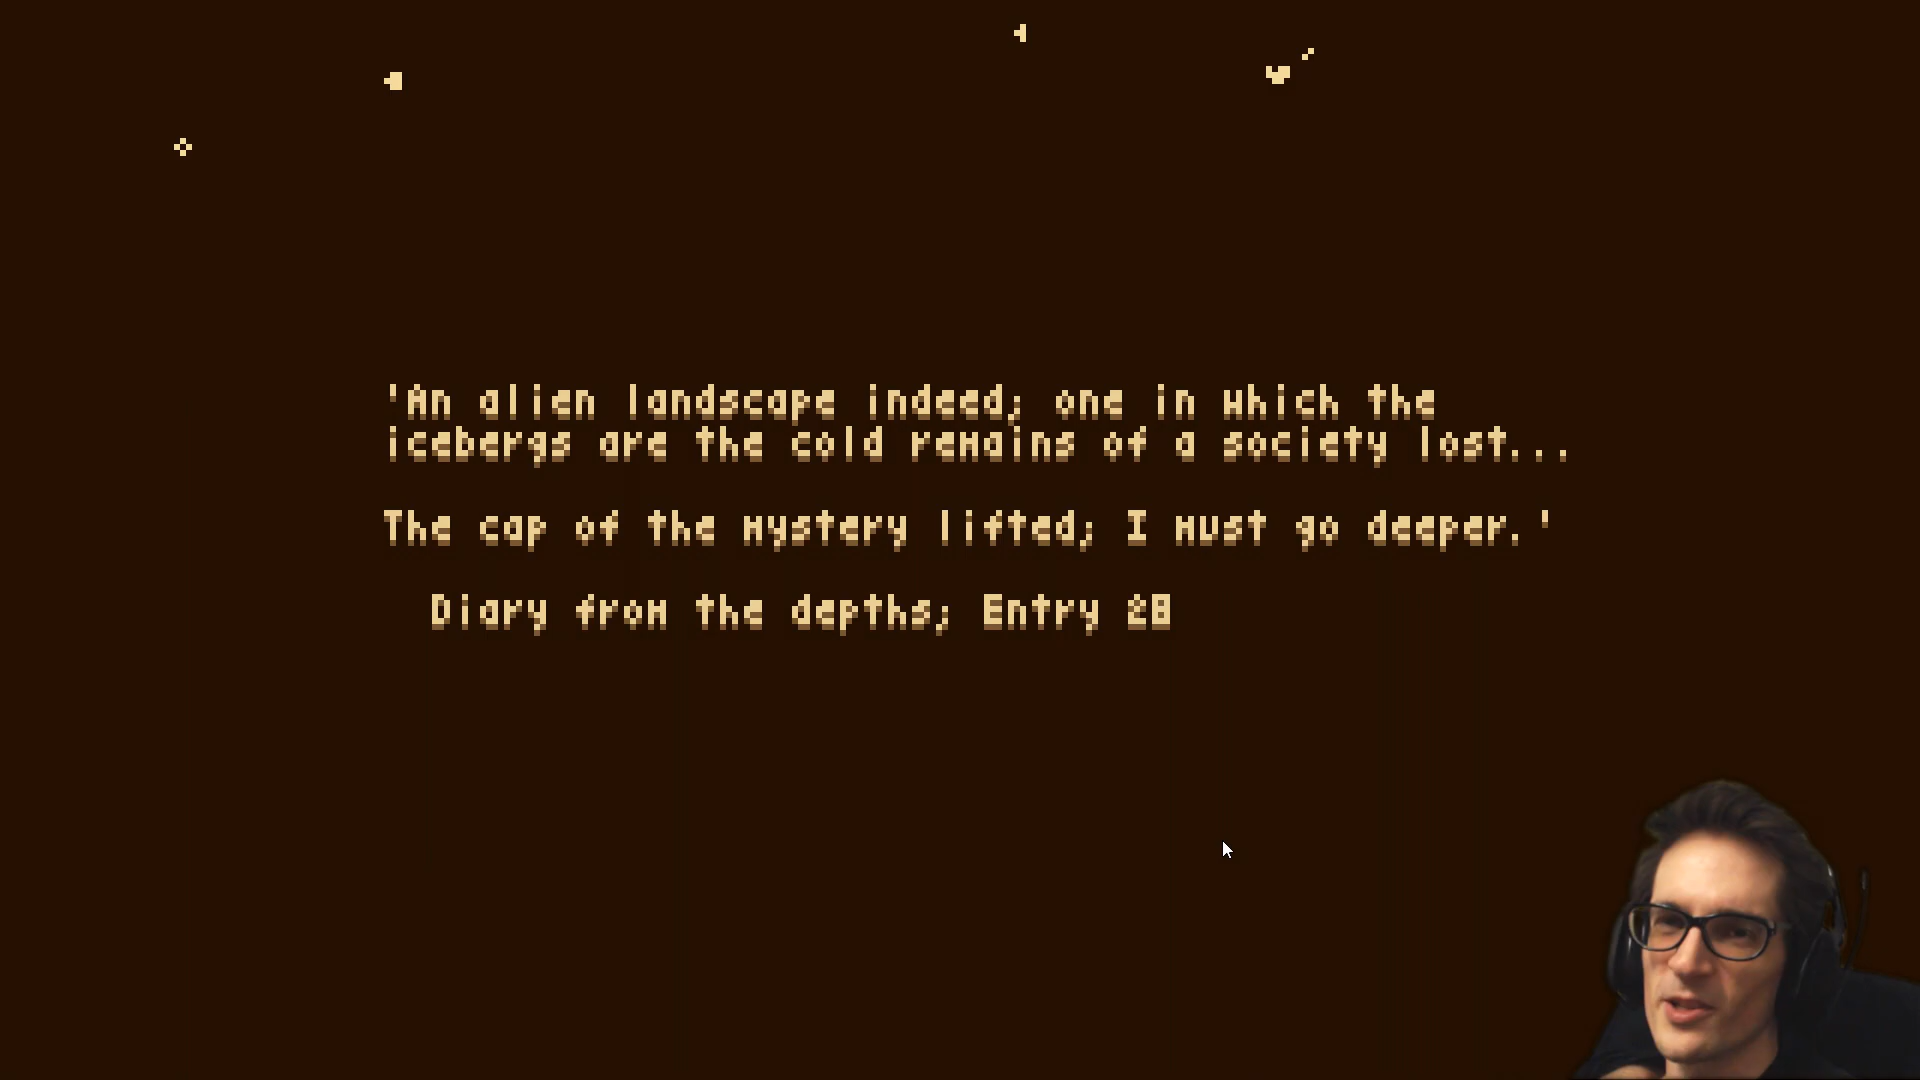 'An alien landscape indeed; one in which the
icebergs are the cold remains of a society lost...
The cap of the mystery lifted; I must go deeper.'
Diary from the depths; Entry 28